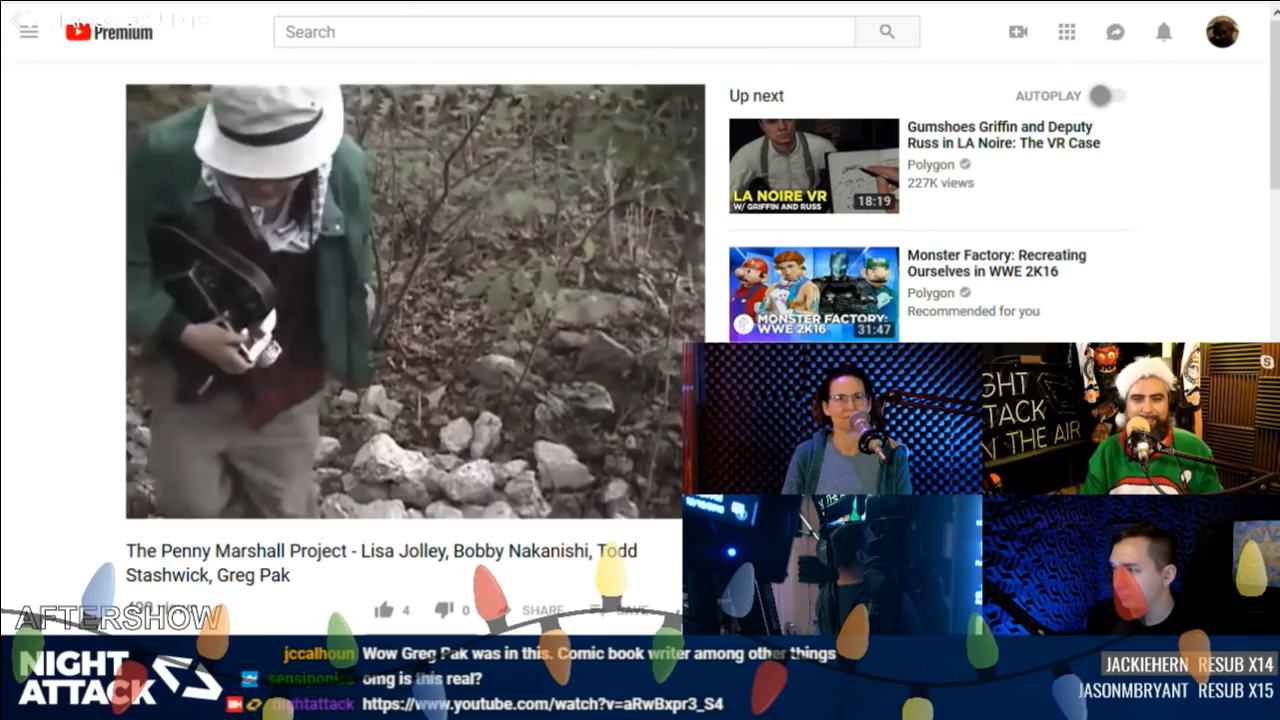 Premium
Search
Up next
AUTOPLAY
LA NOIRE VR
W/ GRIFFIN AND RUSS
18:19
Gumshoes Griffin and Deputy
Russ in LA Noire: The VR Case
Polygon
227K views
MONSTER FACTORY:
WWE 2K16
31:47
Monster Factory: Recreating
Ourselves in WWE 2K16
Polygon
Recommended for you
GHT
TTACK
N THE AIR
The Penny Marshall Project - Lisa Jolley, Bobby Nakanishi, Todd
Stashwick, Greg Pak
4
0
SHARE
SAVE
AFTERSHOW
NIGHT
ATTACK
jccalhoun Wow Greg Pak was in this. Comic book writer among other things
sensiponics omg is this real?
nightattack https://www.youtube.com/watch?v=aRwBxpr3_S4
JACKIEHERN RESUB X14
JASONMBRYANT RESUB X15